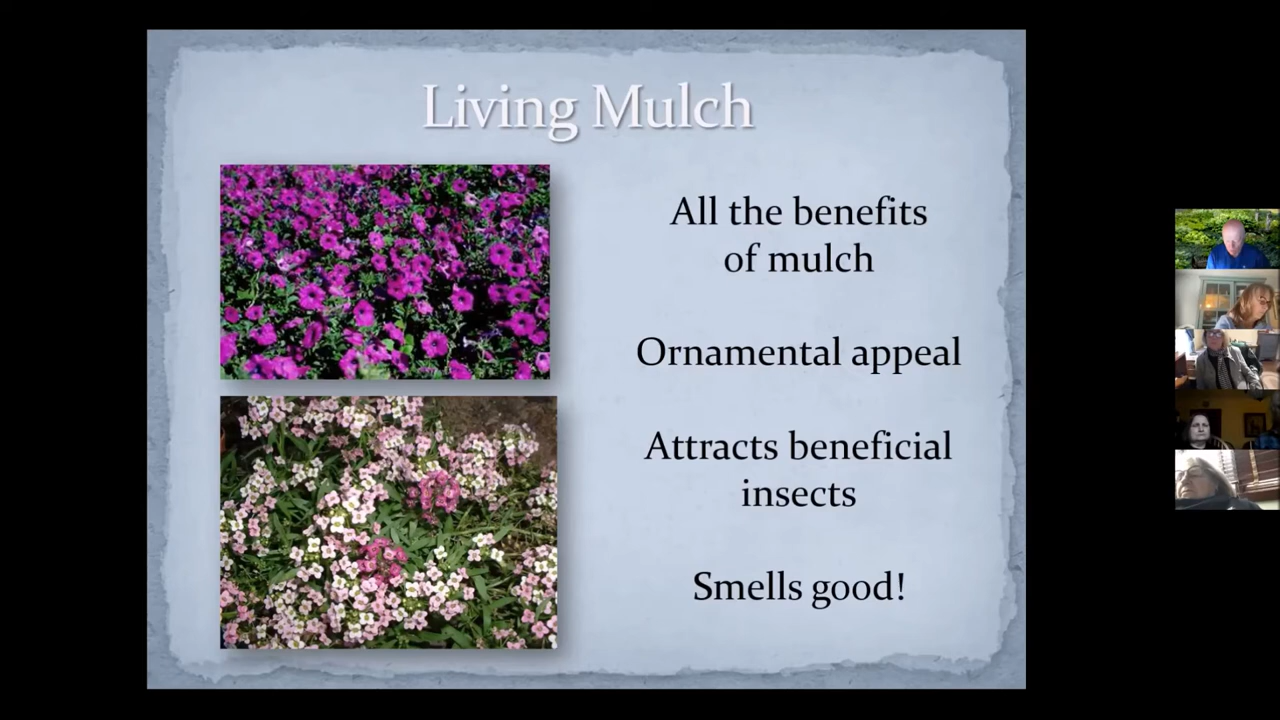 Living Mulch
All the benefits
of mulch
Ornamental appeal
Attracts beneficial
insects
Smells good!